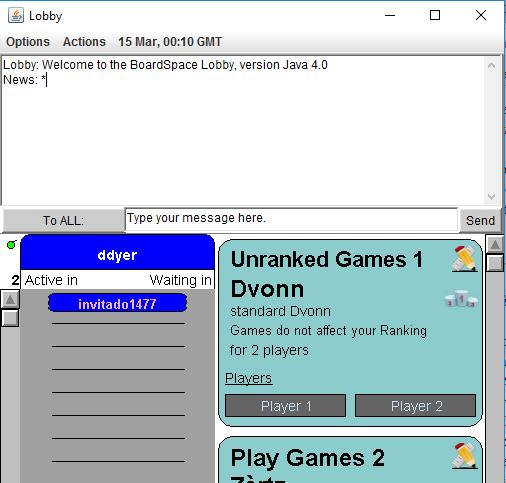 Lobby
Options Actions 15 Mar, 00:10 GMT
Lobby: Welcome to the BoardSpace Lobby, version Java 4.0
News: *
To ALL: Type your message here. Send
ddyer
2 Active in Waiting in
invitado1477
Unranked Games 1
Dvonn
standard Dvonn
Games do not affect your Ranking
for 2 players
Players
Player 1 Player 2
Play Games 2
Zèrtz